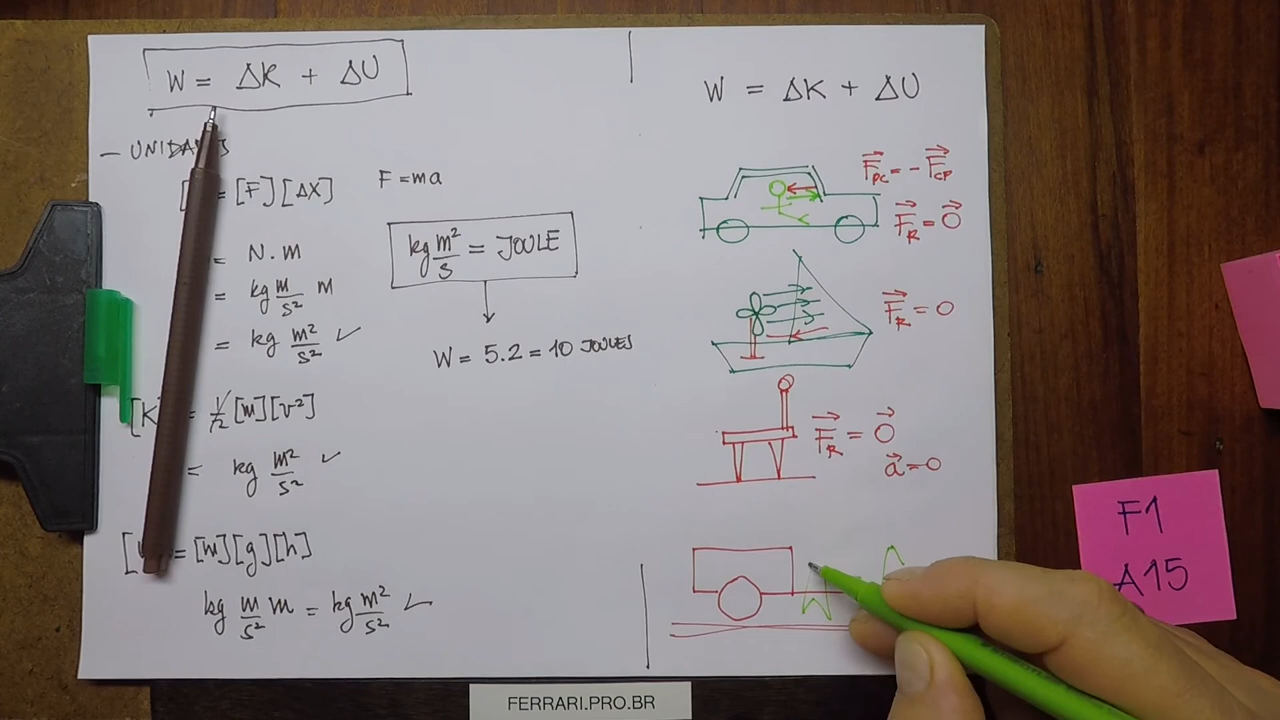 W = ΔK + ΔU
— UNIDADES
= [F][ΔX]
F = ma
= N.m
= kg m/s² m
= kg m²/s² ✓
kg m²/s = JOULE
W = 5.2 = 10 JOULES
[K] = 1/2 [m][v²]
= kg m²/s² ✓
= [m][g][h]
kg m/s² m = kg m²/s² ✓
W = ΔK + ΔU
F⃗PC = -F⃗CP
F⃗R = 0⃗
F⃗R = 0
F⃗R = 0⃗
a⃗ = 0
F1
A15
FERRARI.PRO.BR